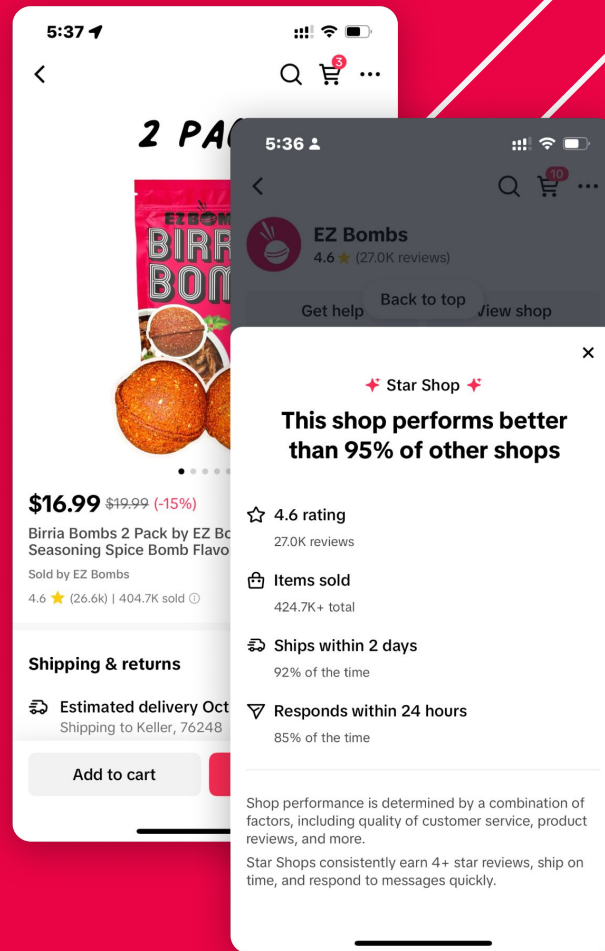 5:37
3
2 PA
EZ BOM
BIRR
BOM
$16.99 $19.99 (-15%)
Birria Bombs 2 Pack by EZ Bo
Seasoning Spice Bomb Flavo
Sold by EZ Bombs
4.6 (26.6k) | 404.7K sold
Shipping & returns
Estimated delivery Oct
Shipping to Keller, 76248
Add to cart
5:36
10
EZ Bombs
4.6 (27.0K reviews)
Get help
Back to top
View shop
Star Shop
This shop performs better
than 95% of other shops
4.6 rating
27.0K reviews
Items sold
424.7K+ total
Ships within 2 days
92% of the time
Responds within 24 hours
85% of the time
Shop performance is determined by a combination of
factors, including quality of customer service, product
reviews, and more.
Star Shops consistently earn 4+ star reviews, ship on
time, and respond to messages quickly.